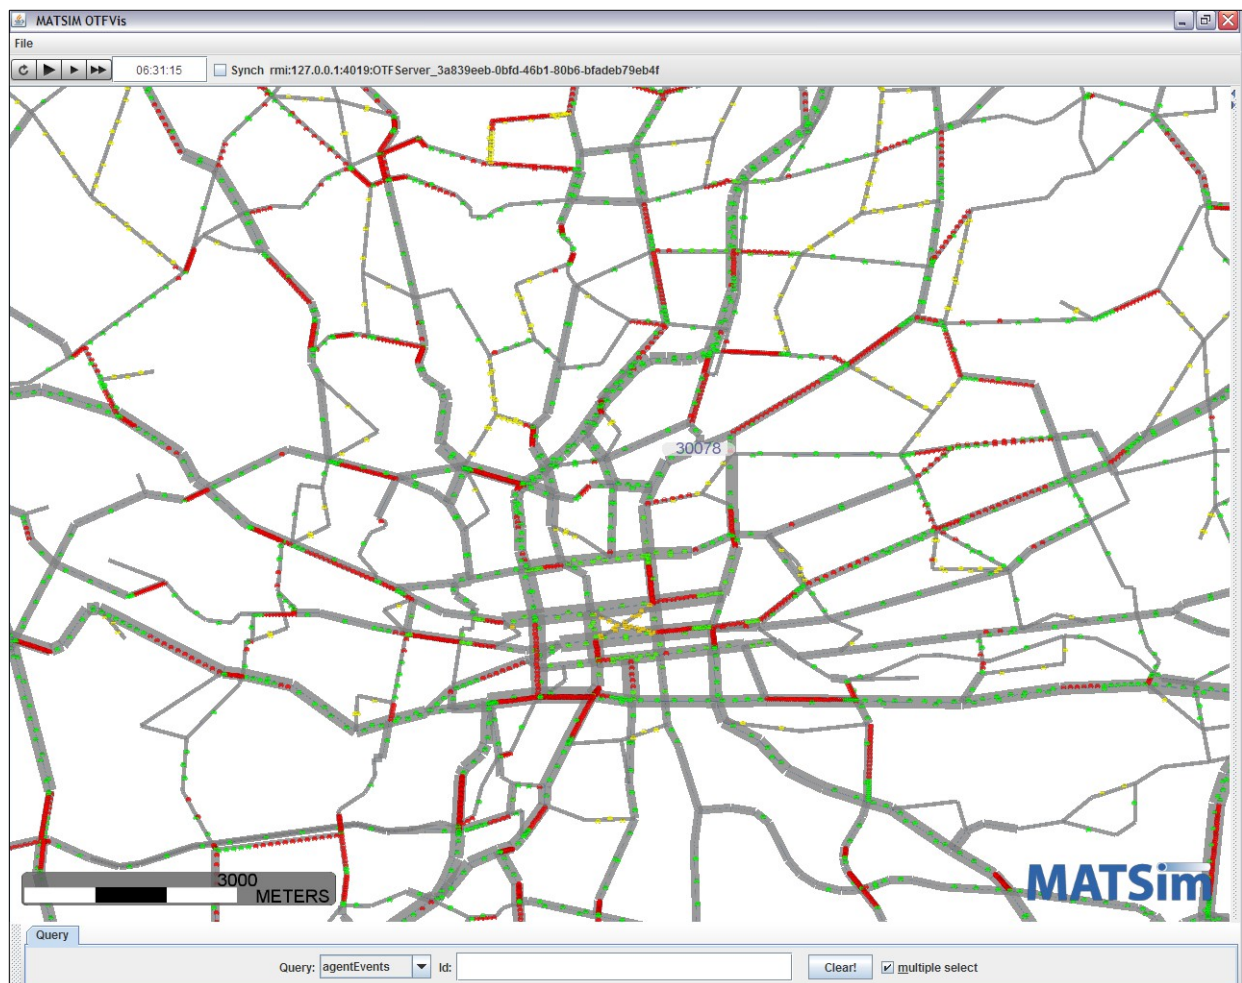 MATSIM OTFVis
File
06:31:15 Synch rmi:127.0.0.1:4019:OTFServer_3a839eeb-0bfd-46b1-80b6-bfadeb79eb4f
30078
3000
METERS
MATSim
Query
Query: agentEvents Id: Clear! multiple select